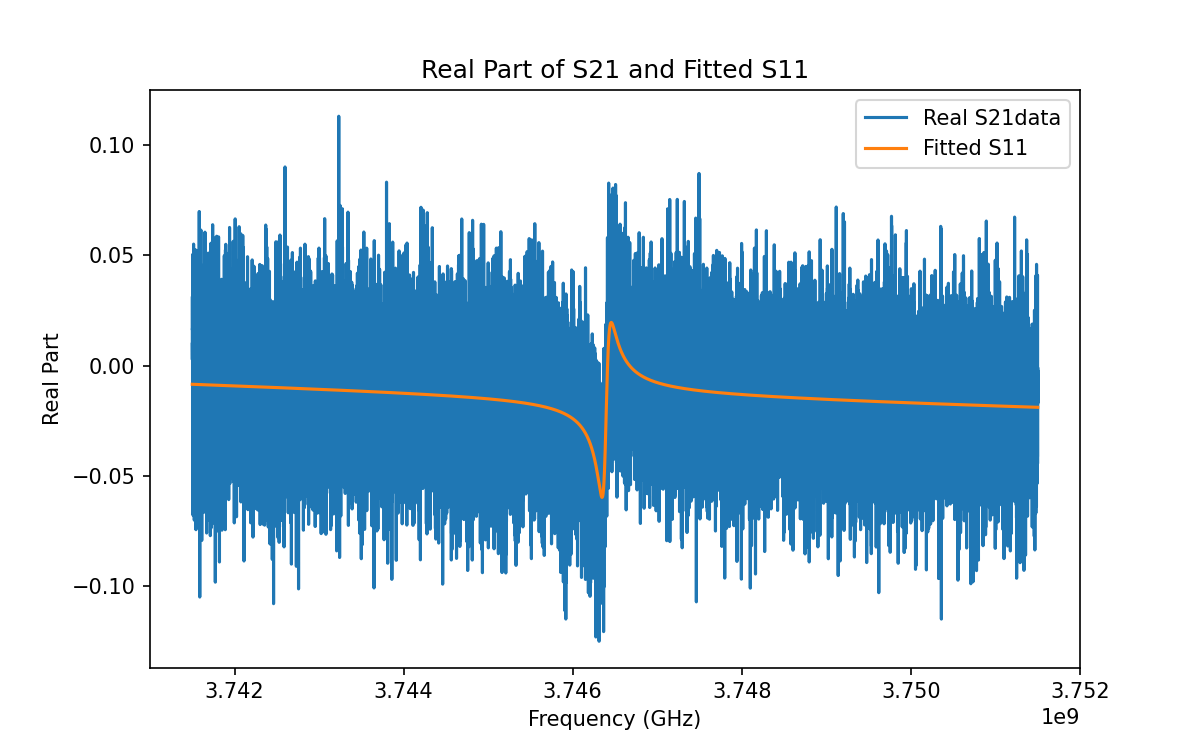 Real Part of S21 and Fitted S11
Real S21data
Fitted S11
0.10
0.05
0.00
−0.05
−0.10
Real Part
3.742
3.744
3.746
3.748
3.750
3.752
1e9
Frequency (GHz)